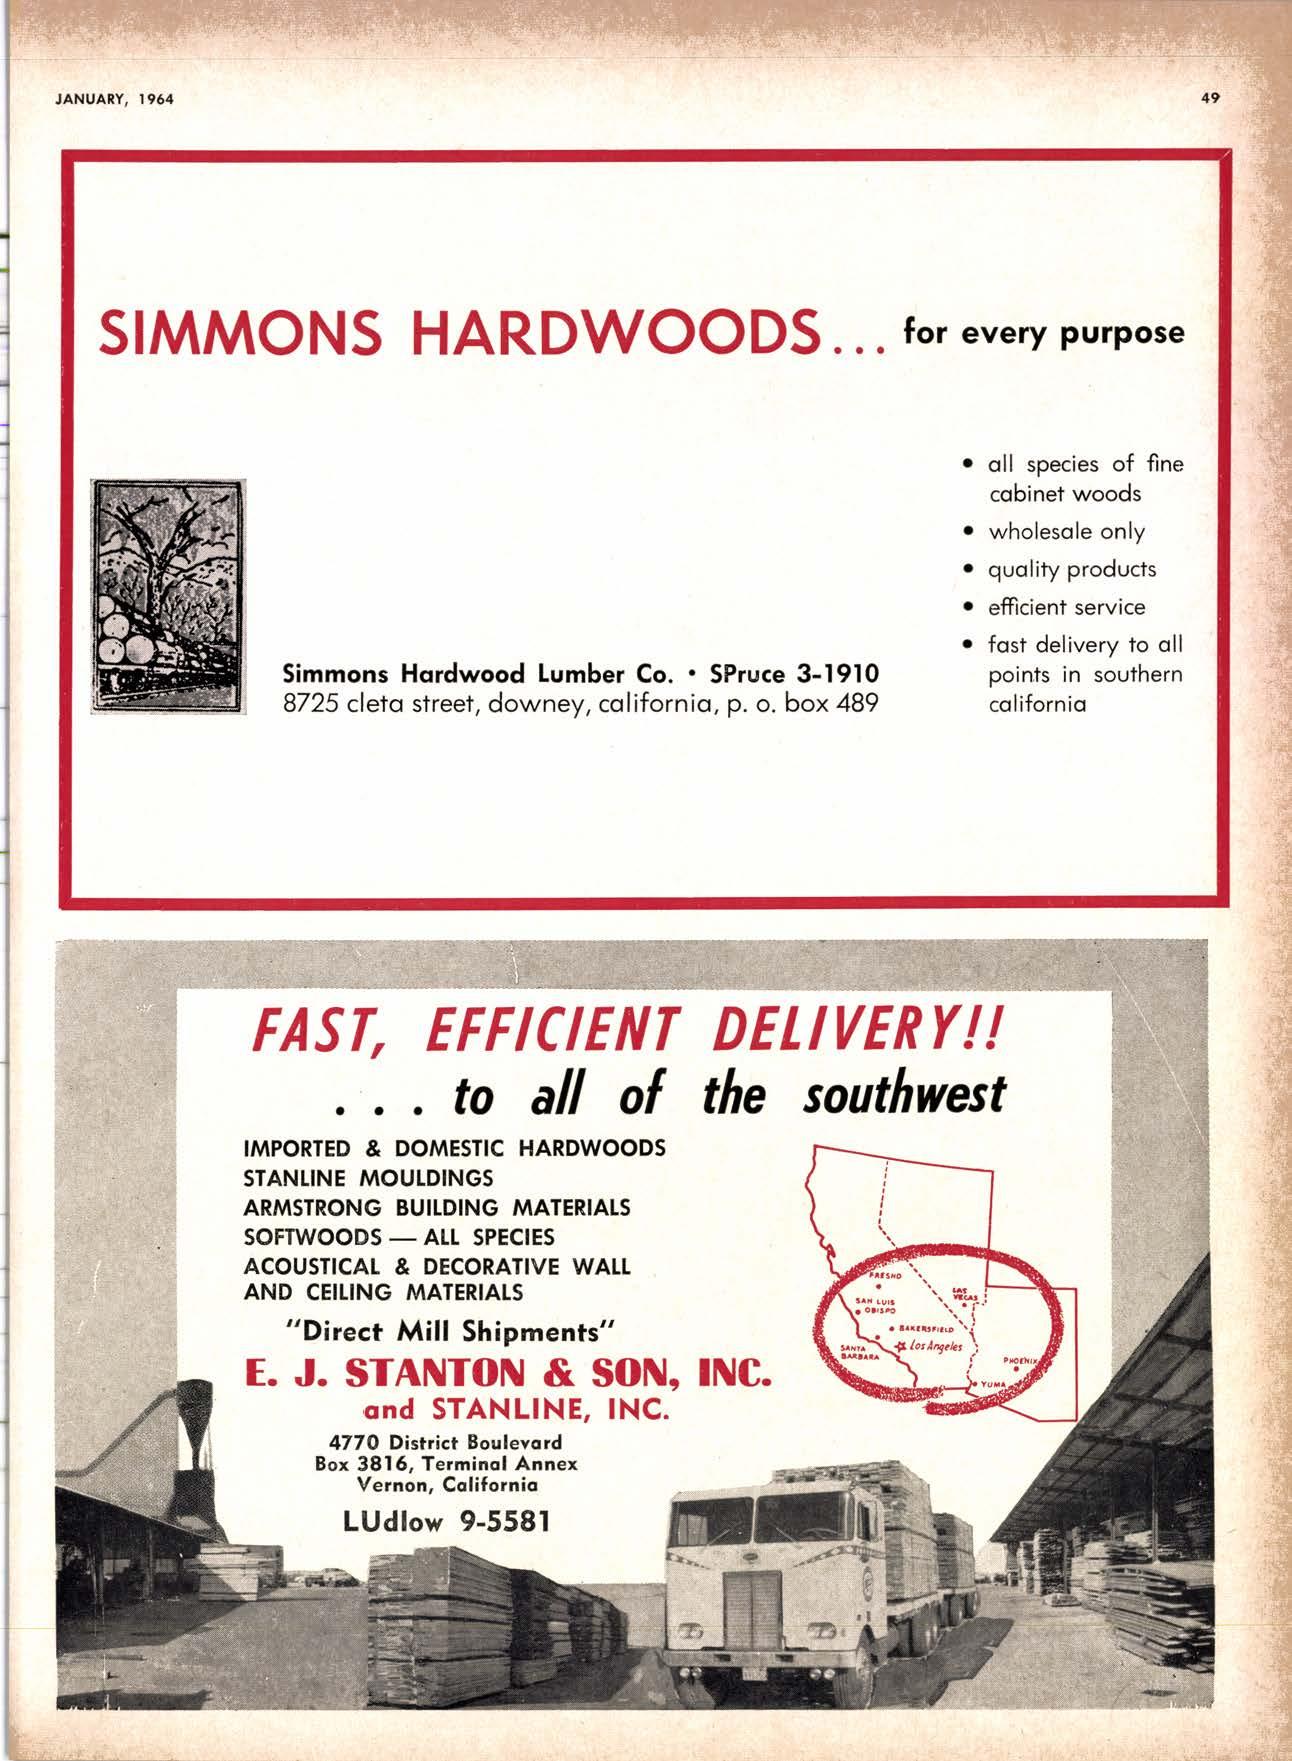 JANUARY, 1964
49
SIMMONS HARDWOODS... for every purpose
• all species of fine
cabinet woods
• wholesale only
• quality products
• efficient service
• fast delivery to all
points in southern
california
Simmons Hardwood Lumber Co. • SPruce 3-1910
8725 cleta street, downey, california, p. o. box 489
FAST, EFFICIENT DELIVERY!!
. . . to all of the southwest
IMPORTED & DOMESTIC HARDWOODS
STANLINE MOULDINGS
ARMSTRONG BUILDING MATERIALS
SOFTWOODS — ALL SPECIES
ACOUSTICAL & DECORATIVE WALL
AND CEILING MATERIALS
"Direct Mill Shipments"
E. J. STANTON & SON, INC.
and STANLINE, INC.
4770 District Boulevard
Box 3816, Terminal Annex
Vernon, California
LUdlow 9-5581
FRESNO
LAS
VEGAS
SAN LUIS
OBISPO
BAKERSFIELD
Los Angeles
SANTA
BARBARA
PHOENIX
YUMA